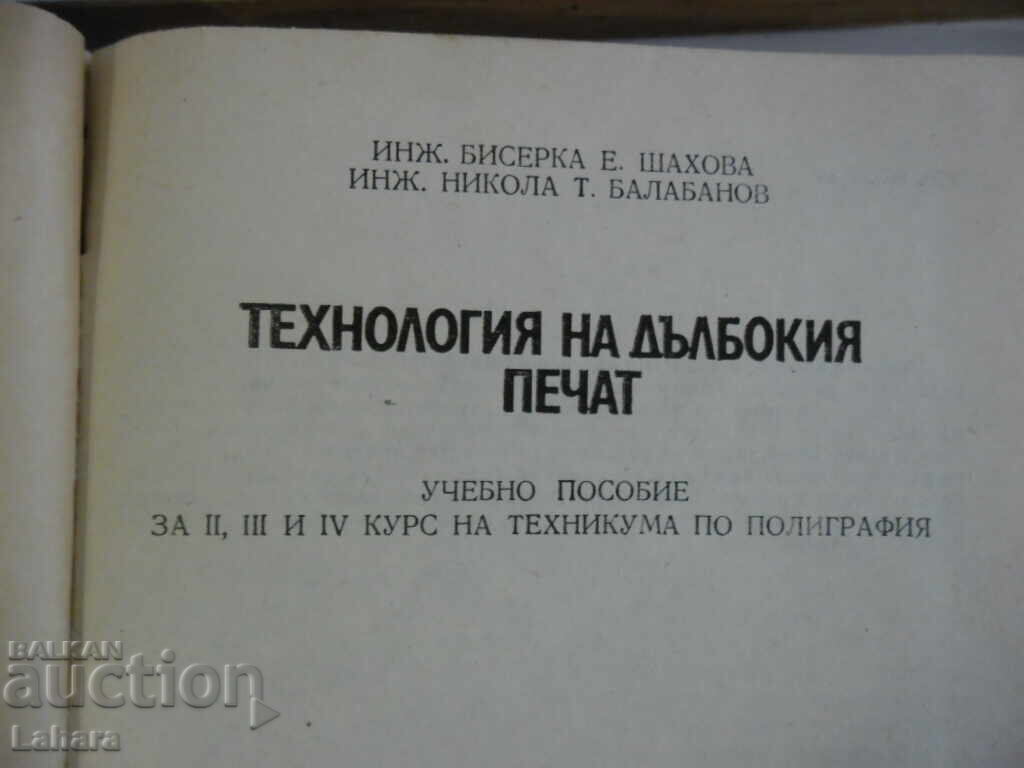 ИНЖ. БИСЕРКА Е. ШАХОВА
ИНЖ. НИКОЛА Т. БАЛАБАНОВ
ТЕХНОЛОГИЯ НА ДЪЛБОКИЯ
ПЕЧАТ
УЧЕБНО ПОСОБИЕ
ЗА II, III И IV КУРС НА ТЕХНИКУМА ПО ПОЛИГРАФИЯ
BALKAN
auction
Lahara